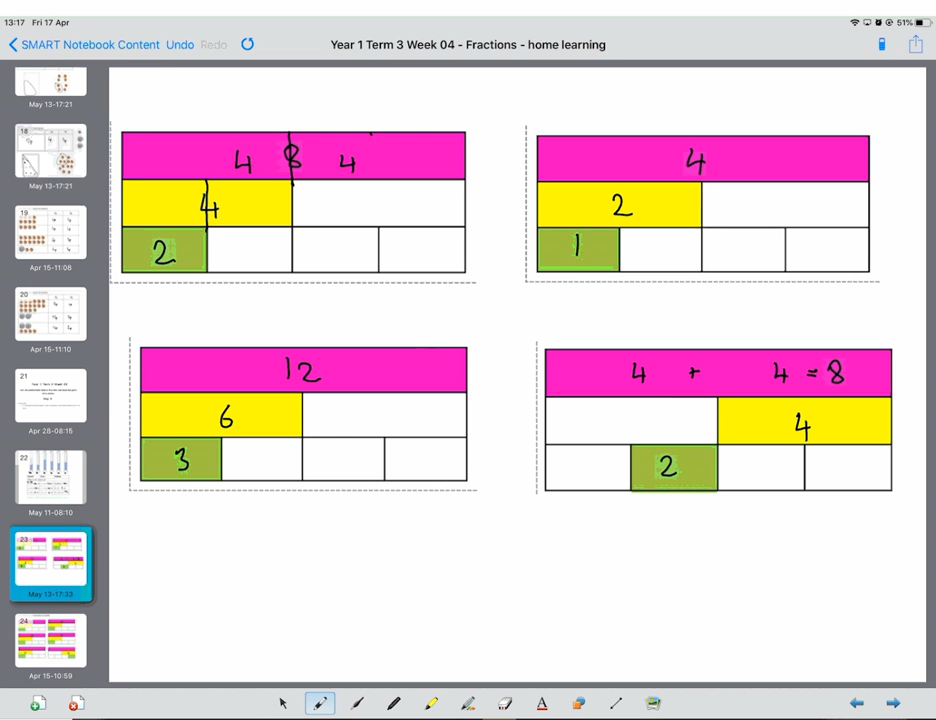 13:17 Fri 17 Apr
51%
SMART Notebook Content Undo Redo
Year 1 Term 3 Week 04 - Fractions - home learning
May 13-17:21
18
May 13-17:21
19
Apr 15-11:08
20
Apr 15-11:10
21
Apr 28-08:15
22
May 11-08:10
23
May 13-17:33
24
Apr 15-10:59
4 8 4
4
2
4
2
1
12
6
3
4 + 4 = 8
4
2
A